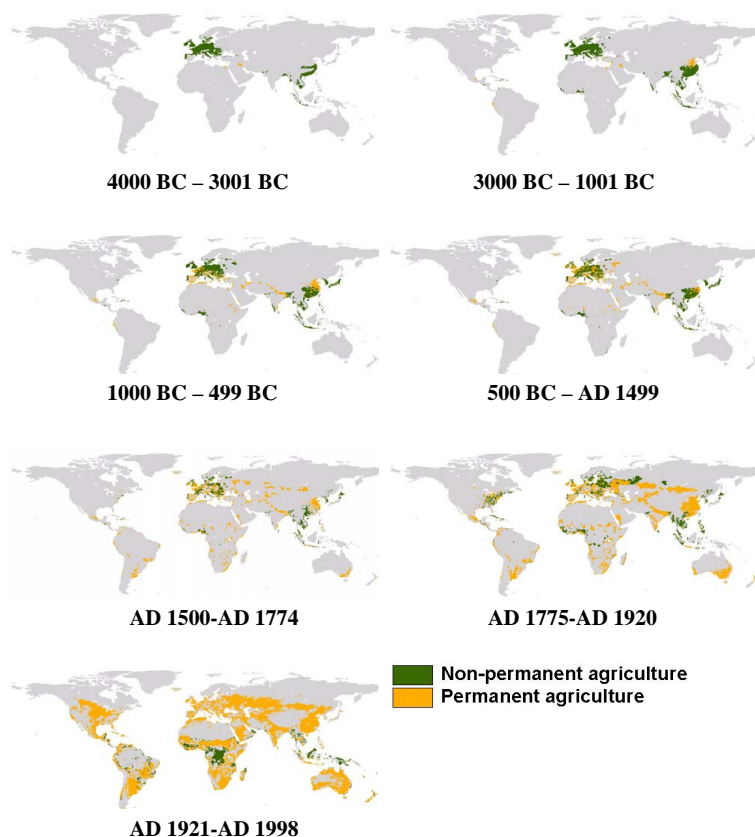 4000 BC – 3001 BC
3000 BC – 1001 BC
1000 BC – 499 BC
500 BC – AD 1499
AD 1500-AD 1774
AD 1775-AD 1920
Non-permanent agriculture
Permanent agriculture
AD 1921-AD 1998